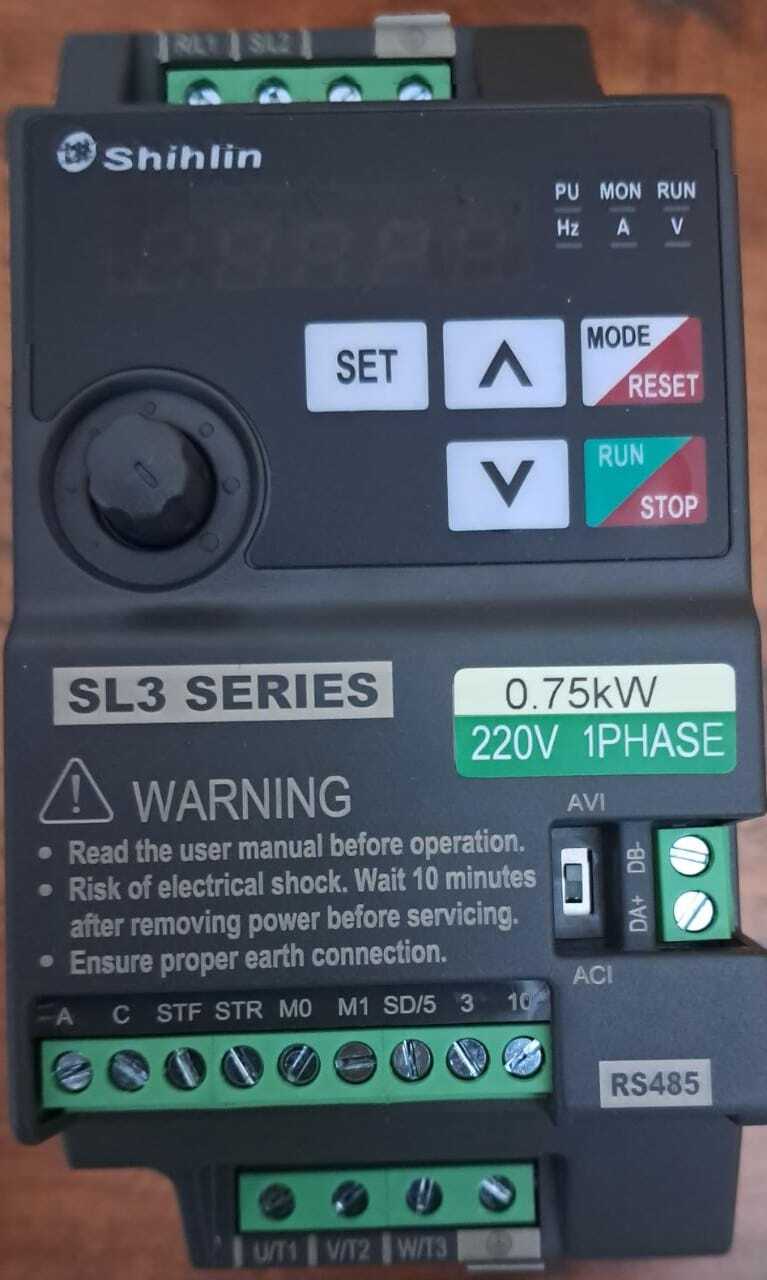 R/L1 S/L2
Shihlin
PU MON RUN
Hz A V
SET
MODE
RESET
RUN
STOP
SL3 SERIES
0.75kW
220V 1PHASE
WARNING
• Read the user manual before operation.
• Risk of electrical shock. Wait 10 minutes
after removing power before servicing.
• Ensure proper earth connection.
AVI
DB-
DA+
ACI
A C STF STR M0 M1 SD/5 3 10
RS485
U/T1 V/T2 W/T3